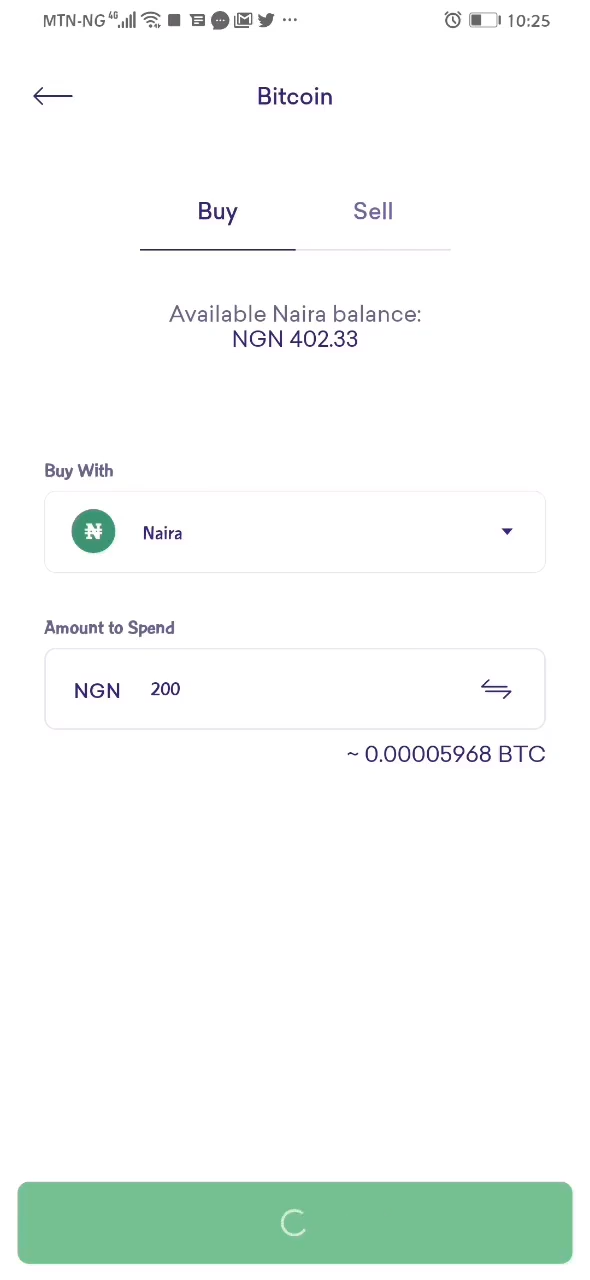 MTN-NG 4G 10:25
Bitcoin
Buy Sell
Available Naira balance:
NGN 402.33
Buy With
₦ Naira
Amount to Spend
NGN 200
~ 0.00005968 BTC